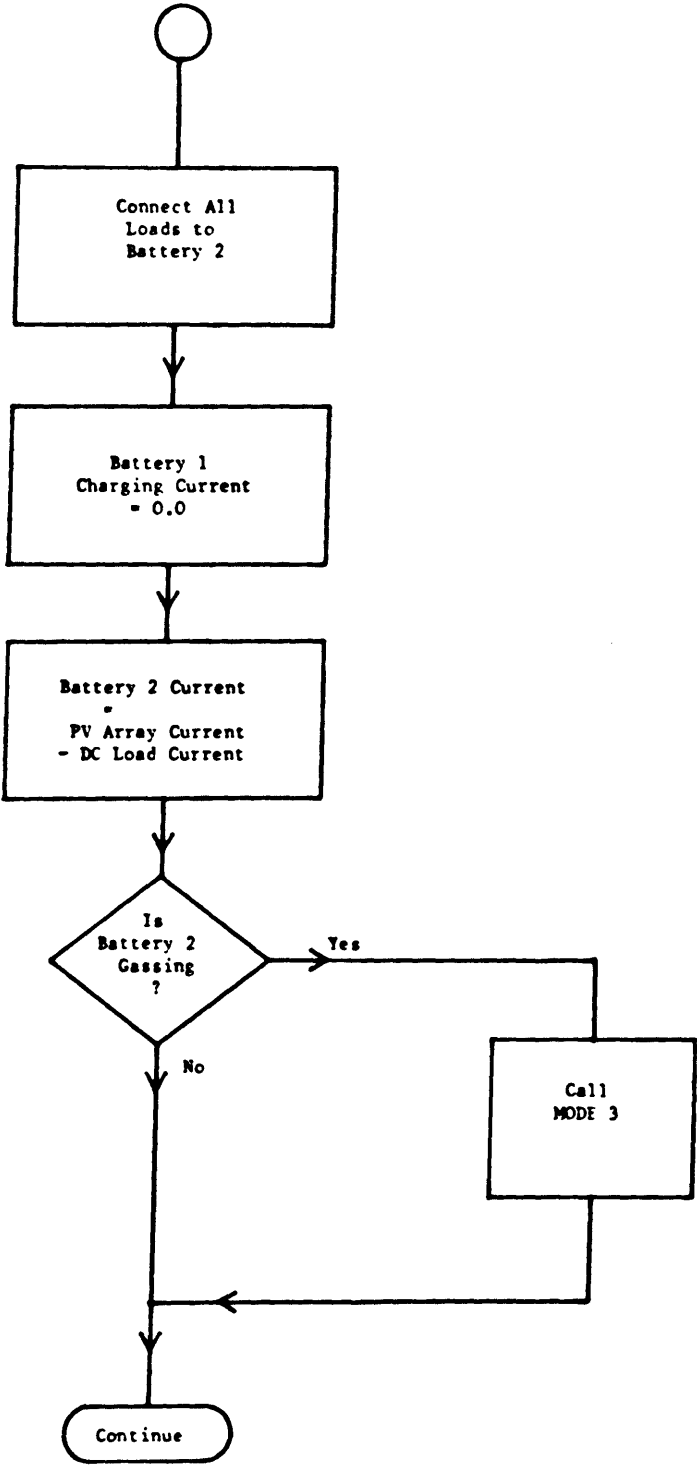 Connect All
Loads to
Battery 2
Battery 1
Charging Current
= 0.0
Battery 2 Current
=
PV Array Current
- DC Load Current
Is
Battery 2
Gassing
?
Yes
No
Call
MODE 3
Continue